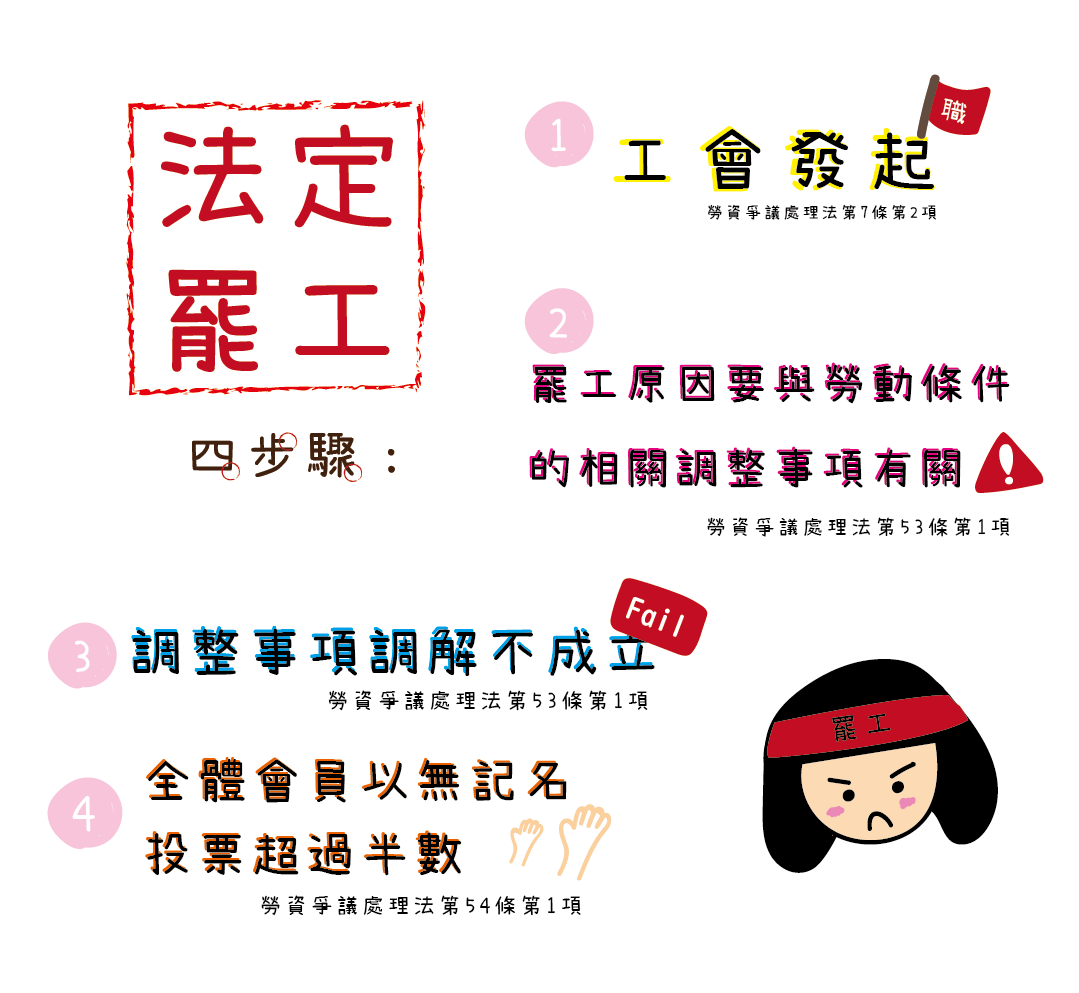 法定
罷工
四步驟：
1
職
工會發起
勞資爭議處理法第7條第2項
2
罷工原因要與勞動條件
的相關調整事項有關
勞資爭議處理法第53條第1項
3
調整事項調解不成立
Fail
勞資爭議處理法第53條第1項
4
全體會員以無記名
投票超過半數
勞資爭議處理法第54條第1項
罷工